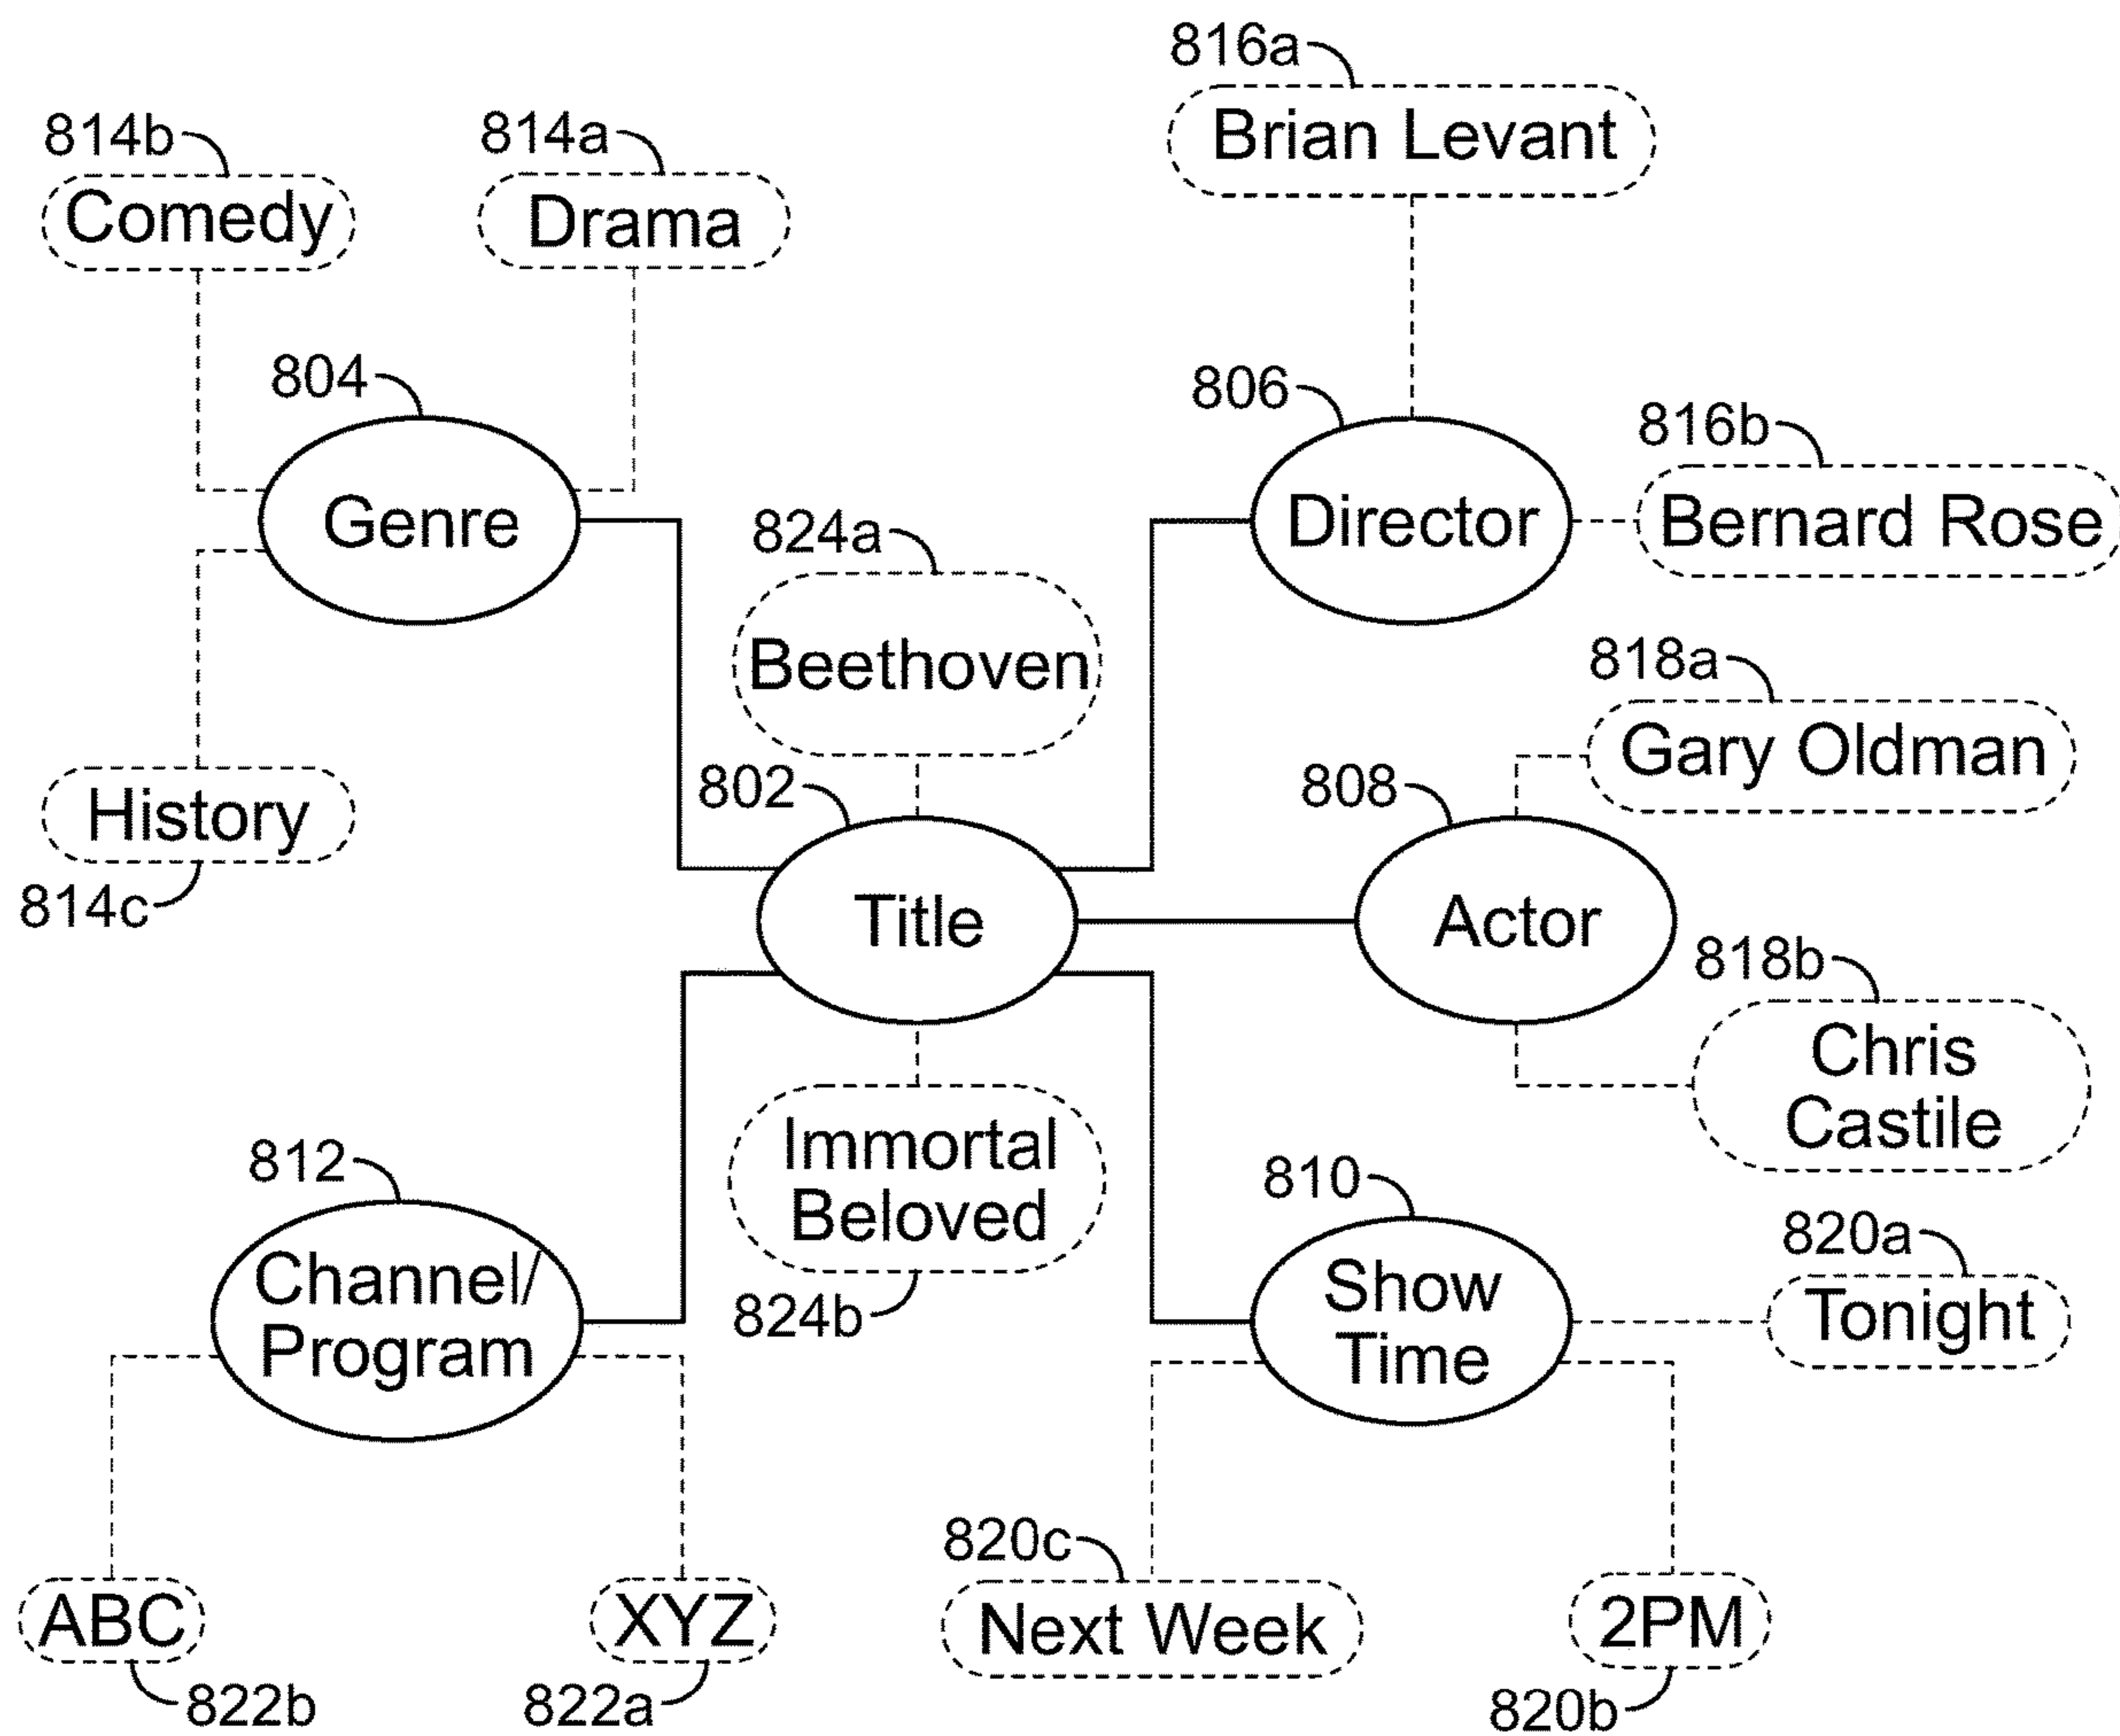 816a
Brian Levant
814b
Comedy
814a
Drama
804
Genre
806
Director
816b
Bernard Rose
824a
Beethoven
818a
Gary Oldman
802
Title
808
Actor
History
814c
818b
Chris
Castile
812
Channel/
Program
Immortal
Beloved
824b
810
Show
Time
820a
Tonight
ABC
822b
XYZ
822a
820c
Next Week
2PM
820b